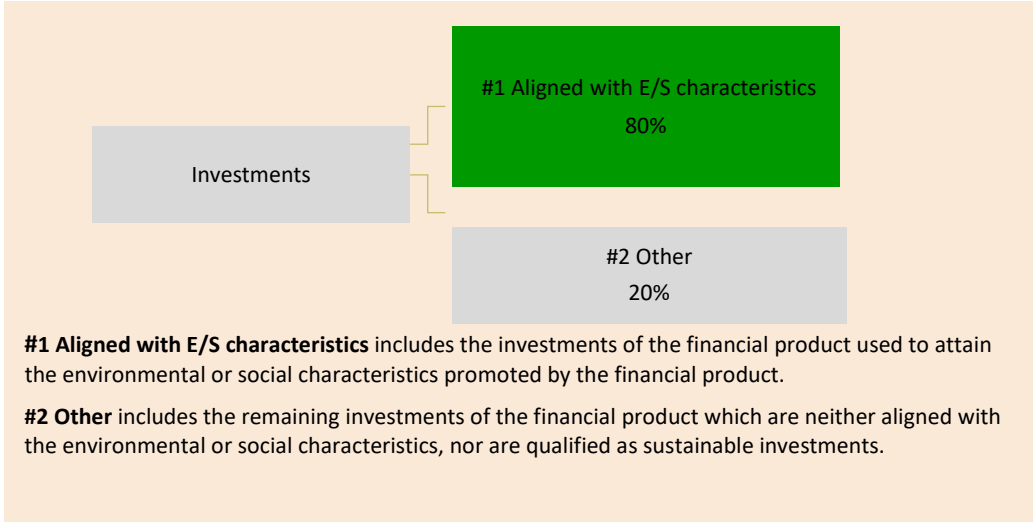 #1 Aligned with E/S characteristics
80%
Investments
#2 Other
20%
#1 Aligned with E/S characteristics includes the investments of the financial product used to attain
the environmental or social characteristics promoted by the financial product.
#2 Other includes the remaining investments of the financial product which are neither aligned with
the environmental or social characteristics, nor are qualified as sustainable investments.